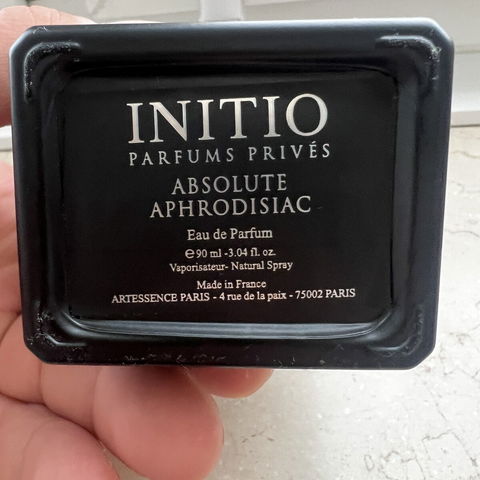 INITIO
PARFUMS PRIVÉS
ABSOLUTE
APHRODISIAC
Eau de Parfum
℮ 90 ml -3.04 fl. oz.
Vaporisateur- Natural Spray
Made in France
ARTESSENCE PARIS - 4 rue de la paix - 75002 PARIS